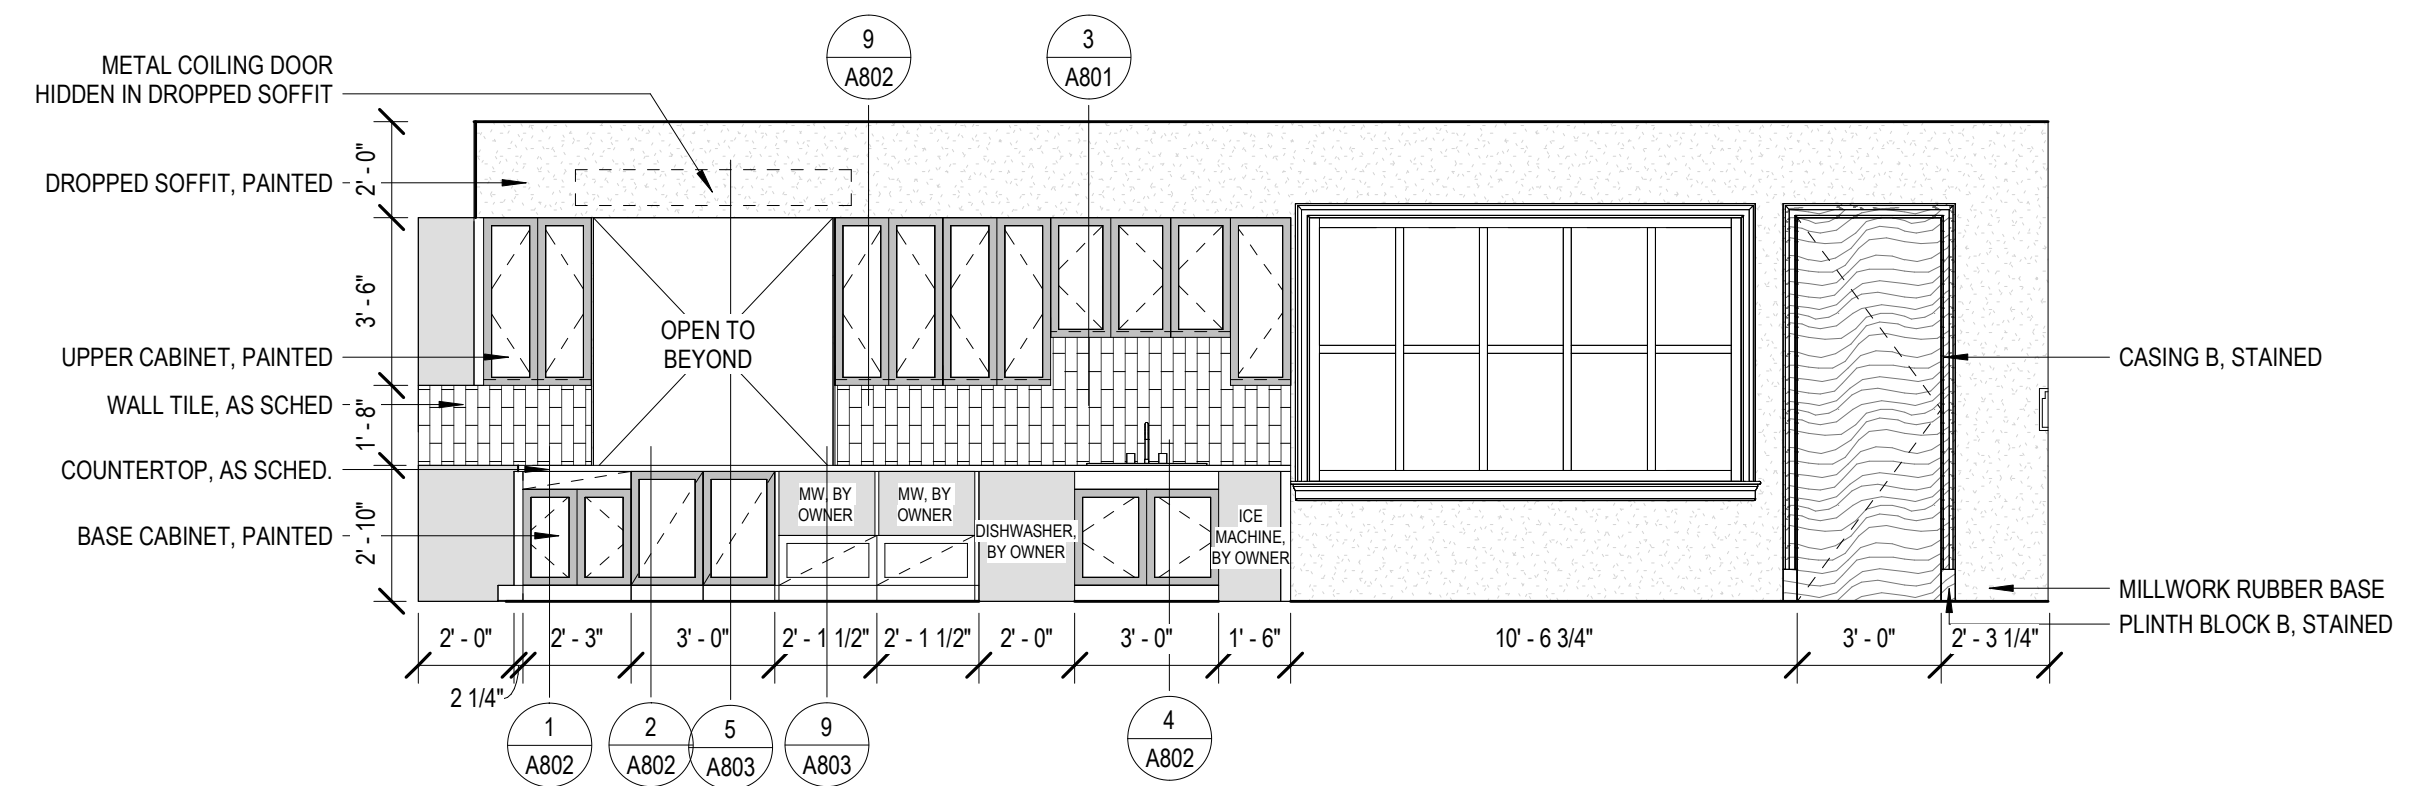 9
A802
3
A801
METAL COILING DOOR
HIDDEN IN DROPPED SOFFIT
DROPPED SOFFIT, PAINTED
2' - 0"
3' - 6"
OPEN TO
BEYOND
UPPER CABINET, PAINTED
CASING B, STAINED
WALL TILE, AS SCHED
1' - 8"
COUNTERTOP, AS SCHED.
MW, BY
OWNER
MW, BY
OWNER
DISHWASHER,
BY OWNER
ICE
MACHINE,
BY OWNER
BASE CABINET, PAINTED
2' - 10"
MILLWORK RUBBER BASE
PLINTH BLOCK B, STAINED
2' - 0"
2' - 3"
3' - 0"
2' - 1 1/2"
2' - 1 1/2"
2' - 0"
3' - 0"
1' - 6"
10' - 6 3/4"
3' - 0"
2' - 3 1/4"
2 1/4"
1
A802
2
A802
5
A803
9
A803
4
A802